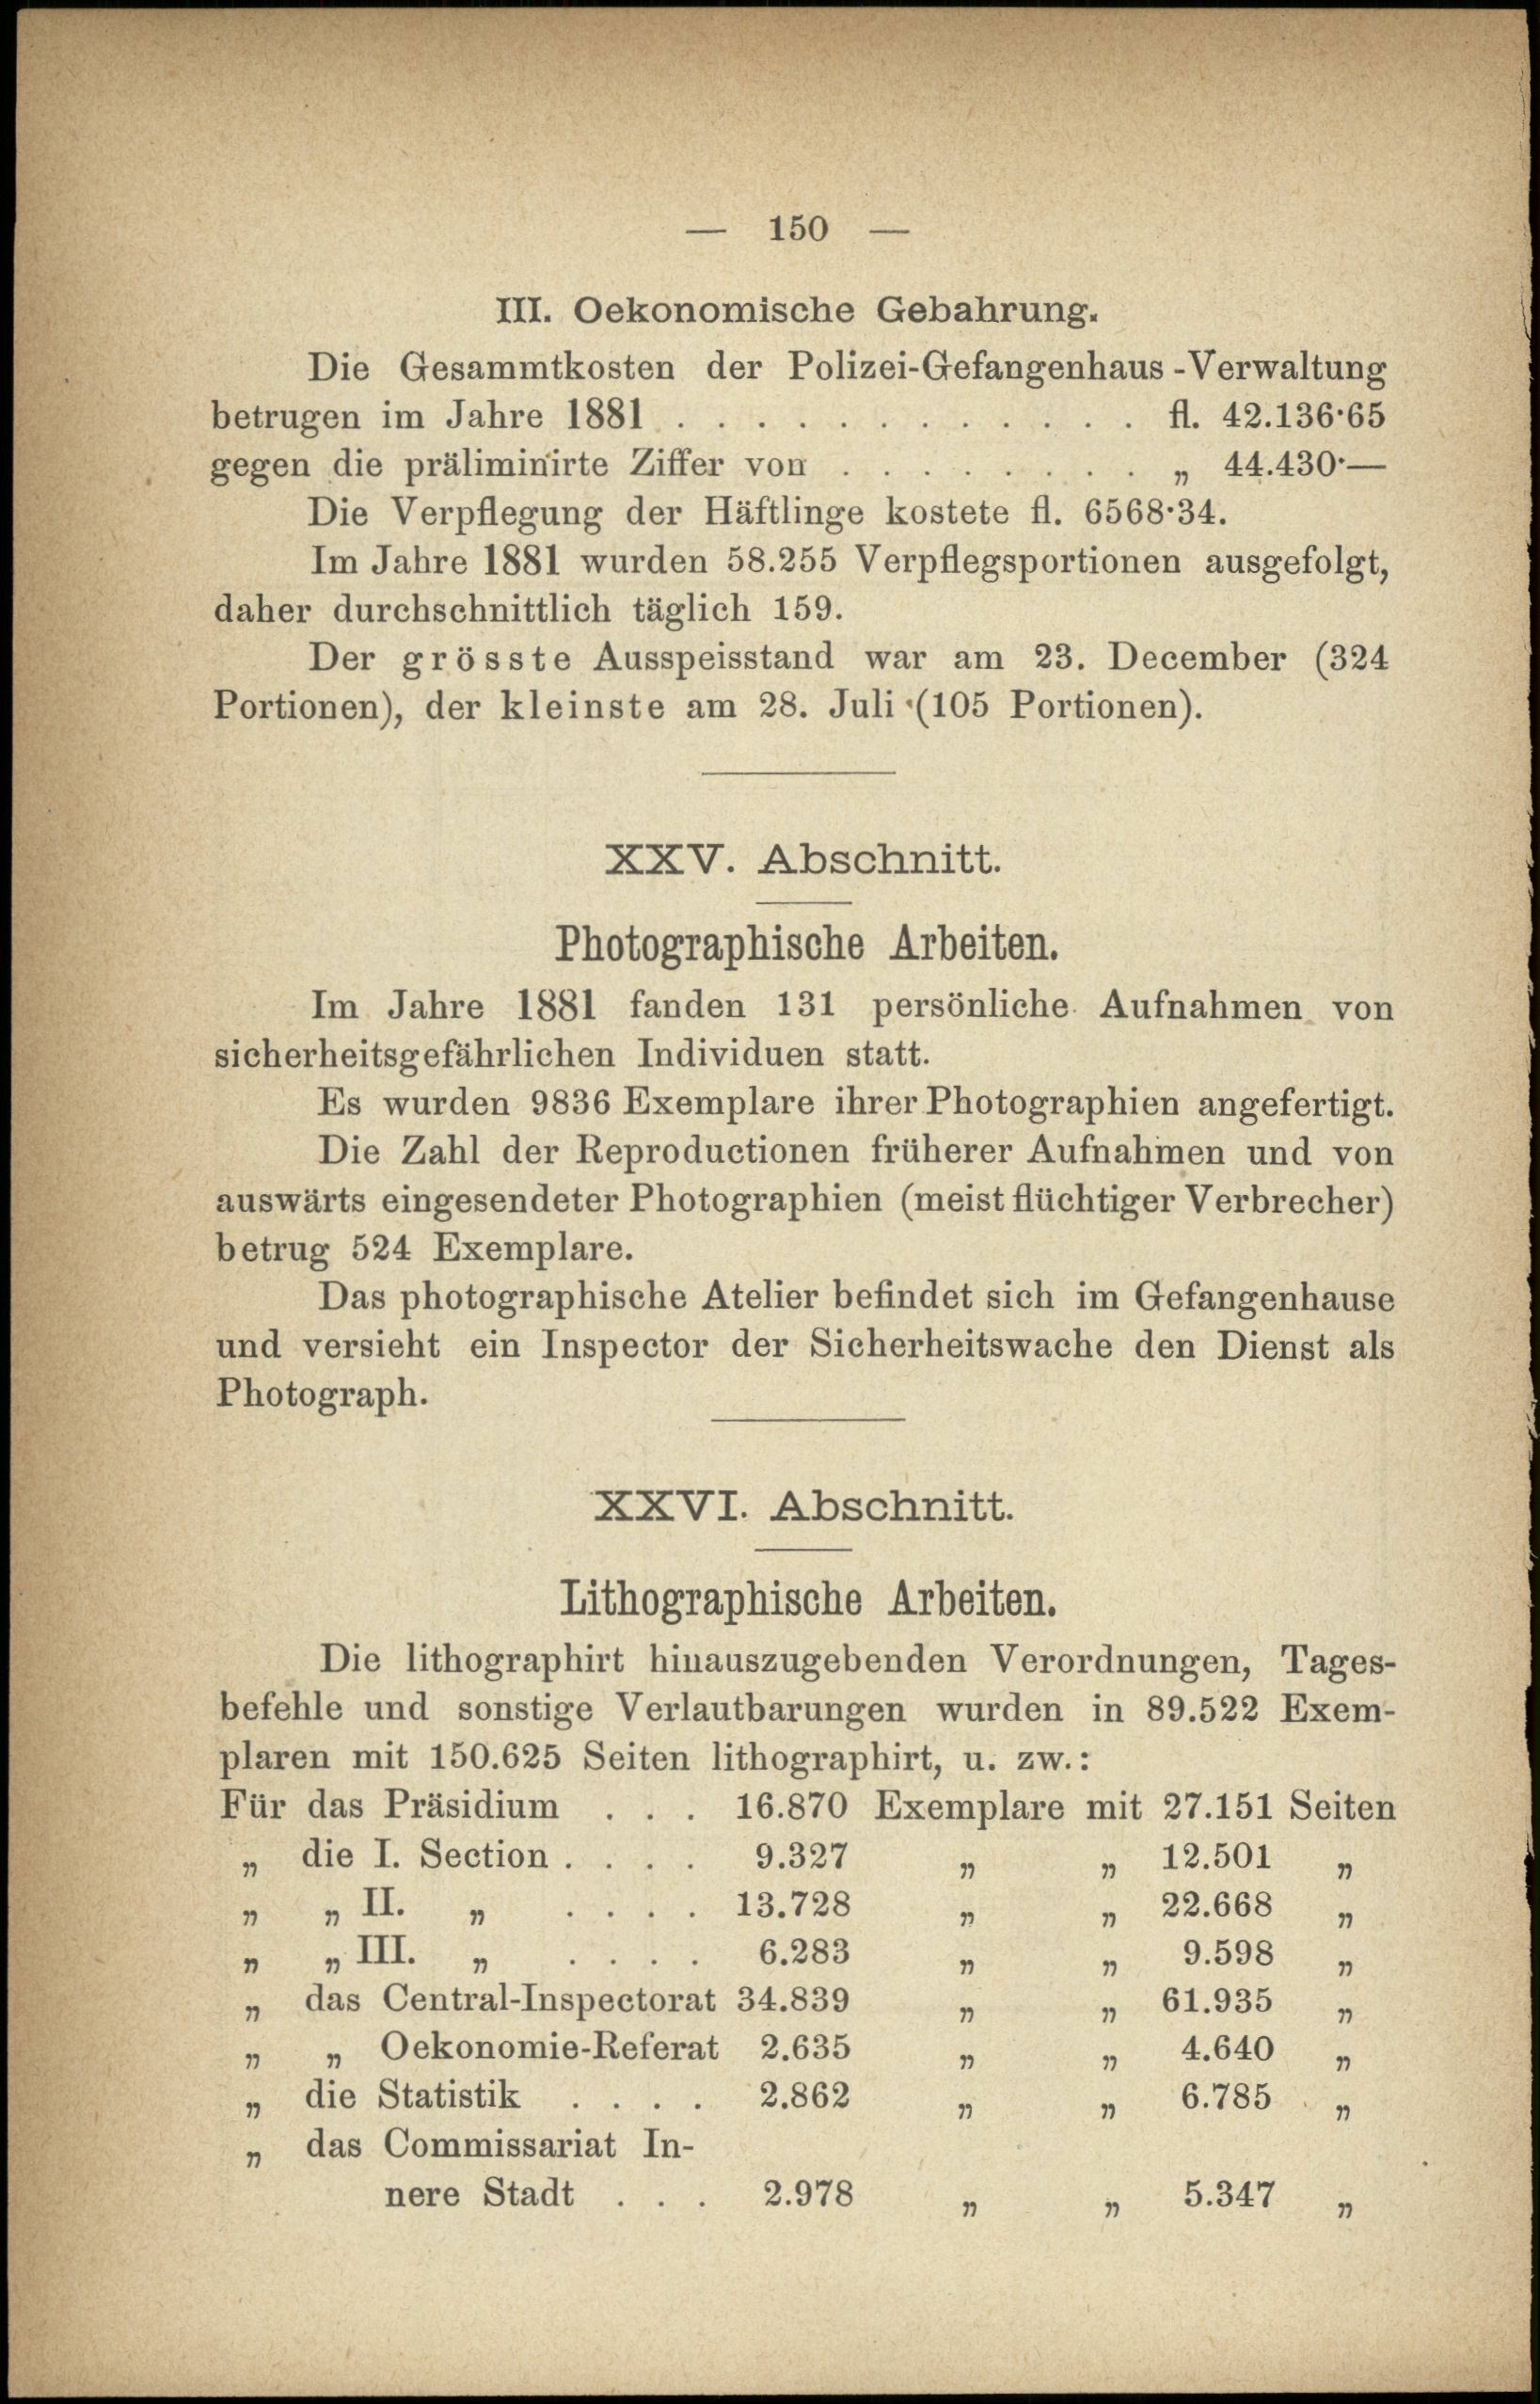 — 150 —
III. Oekonomische Gebahrung.
Die Gesammtkosten der Polizei-Gefangenhaus-Verwaltung
betrugen im Jahre 1881 . . . . . . . . . . . . fl. 42.136·65
gegen die präliminirte Ziffer von . . . . . . . . „ 44.430·—
Die Verpflegung der Häftlinge kostete fl. 6568·34.
Im Jahre 1881 wurden 58.255 Verpflegsportionen ausgefolgt,
daher durchschnittlich täglich 159.
Der grösste Ausspeisstand war am 23. December (324
Portionen), der kleinste am 28. Juli (105 Portionen).
XXV. Abschnitt.
Photographische Arbeiten.
Im Jahre 1881 fanden 131 persönliche Aufnahmen von
sicherheitsgefährlichen Individuen statt.
Es wurden 9836 Exemplare ihrer Photographien angefertigt.
Die Zahl der Reproductionen früherer Aufnahmen und von
auswärts eingesendeter Photographien (meist flüchtiger Verbrecher)
betrug 524 Exemplare.
Das photographische Atelier befindet sich im Gefangenhause
und versieht ein Inspector der Sicherheitswache den Dienst als
Photograph.
XXVI. Abschnitt.
Lithographische Arbeiten.
Die lithographirt hinauszugebenden Verordnungen, Tages-
befehle und sonstige Verlautbarungen wurden in 89.522 Exem-
plaren mit 150.625 Seiten lithographirt, u. zw.:
Für das Präsidium . . . 16.870 Exemplare mit 27.151 Seiten
„ die I. Section . . . . 9.327 „ „ 12.501 „
„ „ II. „ . . . . 13.728 „ „ 22.668 „
„ „ III. „ . . . . 6.283 „ „ 9.598 „
„ das Central-Inspectorat 34.839 „ „ 61.935 „
„ „ Oekonomie-Referat 2.635 „ „ 4.640 „
„ die Statistik . . . . 2.862 „ „ 6.785 „
„ das Commissariat In-
nere Stadt . . . 2.978 „ „ 5.347 „